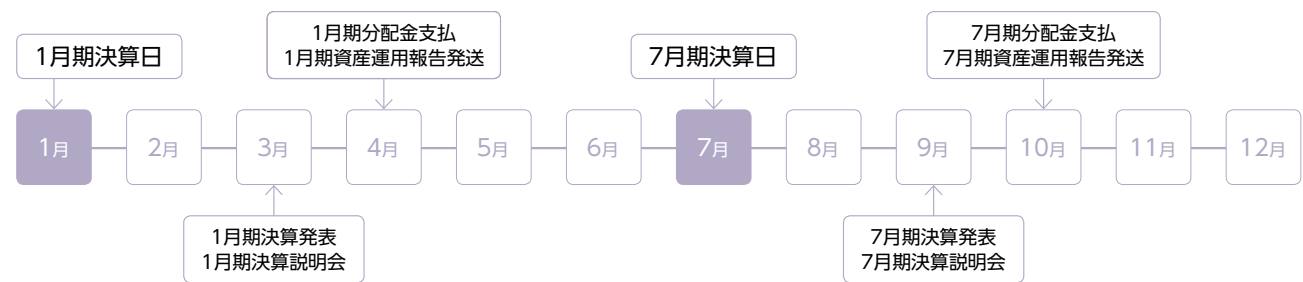 1月期決算日
1月期分配金支払
1月期資産運用報告発送
7月期決算日
7月期分配金支払
7月期資産運用報告発送
1月
2月
3月
4月
5月
6月
7月
8月
9月
10月
11月
12月
1月期決算発表
1月期決算説明会
7月期決算発表
7月期決算説明会